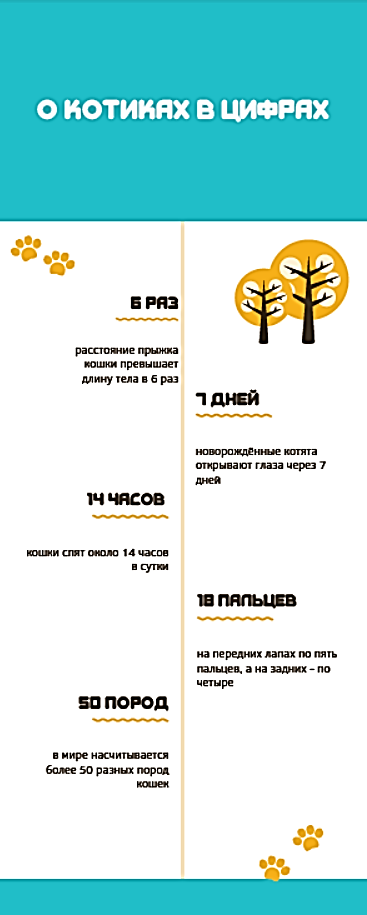 О КОТИКАХ В ЦИФРАХ
6 РАЗ
расстояние прыжка
кошки превышает
длину тела в 6 раз
7 ДНЕЙ
новорождённые котята
открывают глаза через 7
дней
14 ЧАСОВ
кошки спят около 14 часов
в сутки
18 ПАЛЬЦЕВ
на передних лапах по пять
пальцев, а на задних – по
четыре
50 ПОРОД
в мире насчитывается
более 50 разных пород
кошек